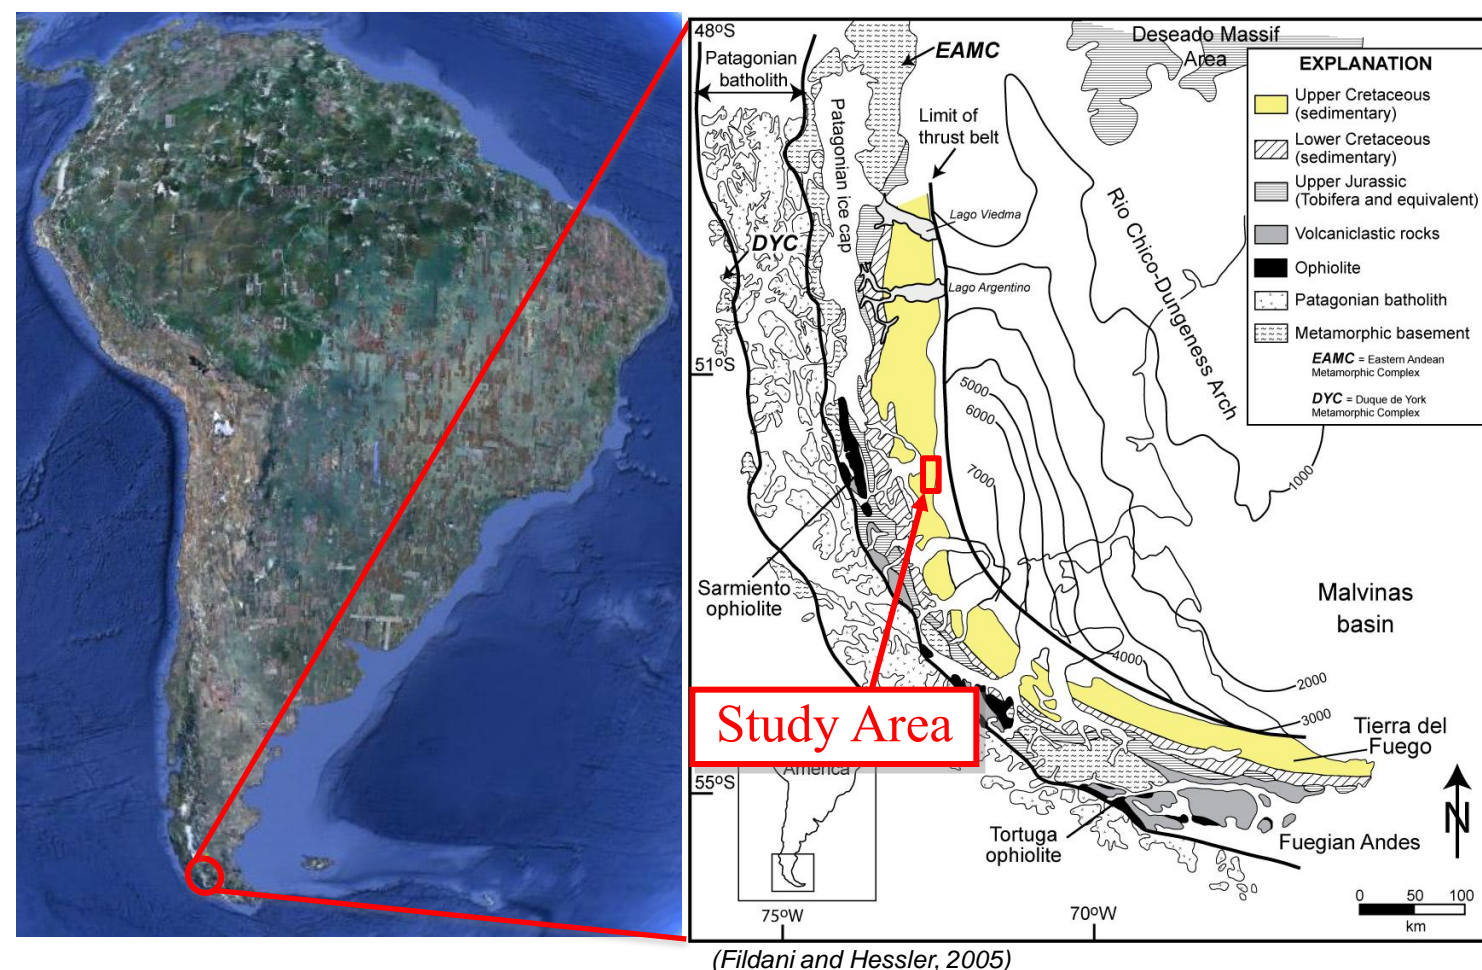 48ºS
Patagonian
batholith
EAMC
Deseado Massif
Area
Limit of
thrust belt
Patagonian ice cap
DYC
Lago Viedma
Lago Argentino
Rio Chico-Dungeness Arch
EXPLANATION
Upper Cretaceous
(sedimentary)
Lower Cretaceous
(sedimentary)
Upper Jurassic
(Tobifera and equivalent)
Volcaniclastic rocks
Ophiolite
Patagonian batholith
Metamorphic basement
EAMC = Eastern Andean
Metamorphic Complex
DYC = Duque de York
Metamorphic Complex
51ºS
5000
6000
7000
1000
Sarmiento
ophiolite
Malvinas
basin
4000
2000
3000
Study Area
America
Tierra del
Fuego
55ºS
Tortuga
ophiolite
Fuegian Andes
N
0 50 100
km
75ºW
70ºW
(Fildani and Hessler, 2005)